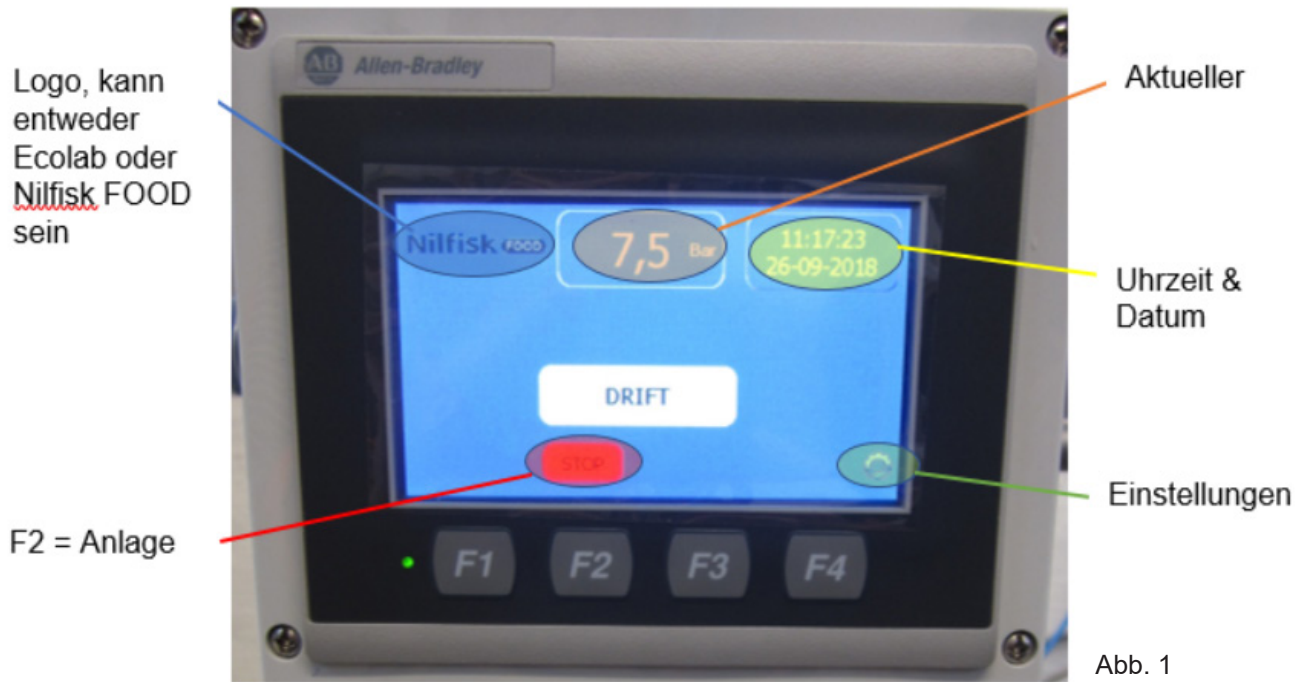 Logo, kann
entweder
Ecolab oder
Nilfisk FOOD
sein
AB Allen-Bradley
Aktueller
Nilfisk FOOD
7,5 Bar
11:17:23
26-09-2018
Uhrzeit &
Datum
DRIFT
STOP
Einstellungen
F2 = Anlage
F1 F2 F3 F4
Abb. 1